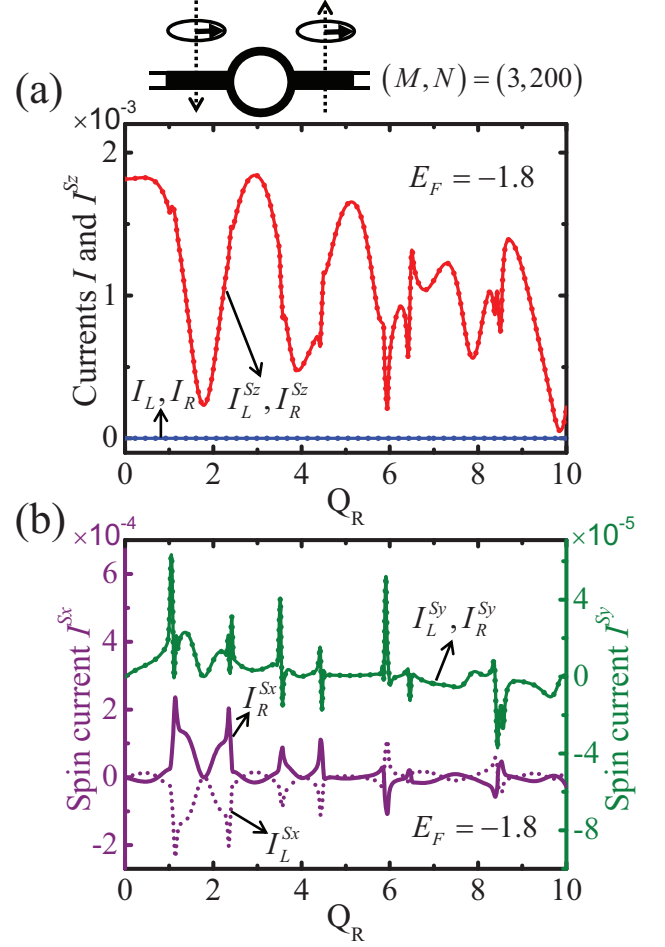 (M,N)=(3,200)
(a)
×10⁻³
2
1
0
Currents I and I^{Sz}
E_F = −1.8
I_L, I_R
I_L^{Sz}, I_R^{Sz}
0 2 4 6 8 10
Q_R
(b)
×10⁻⁴
6
4
2
0
-2
Spin current I^{Sx}
×10⁻⁵
4
0
-4
-8
Spin current I^{Sy}
I_L^{Sy}, I_R^{Sy}
I_R^{Sx}
I_L^{Sx}
E_F = −1.8
0 2 4 6 8 10
Q_R